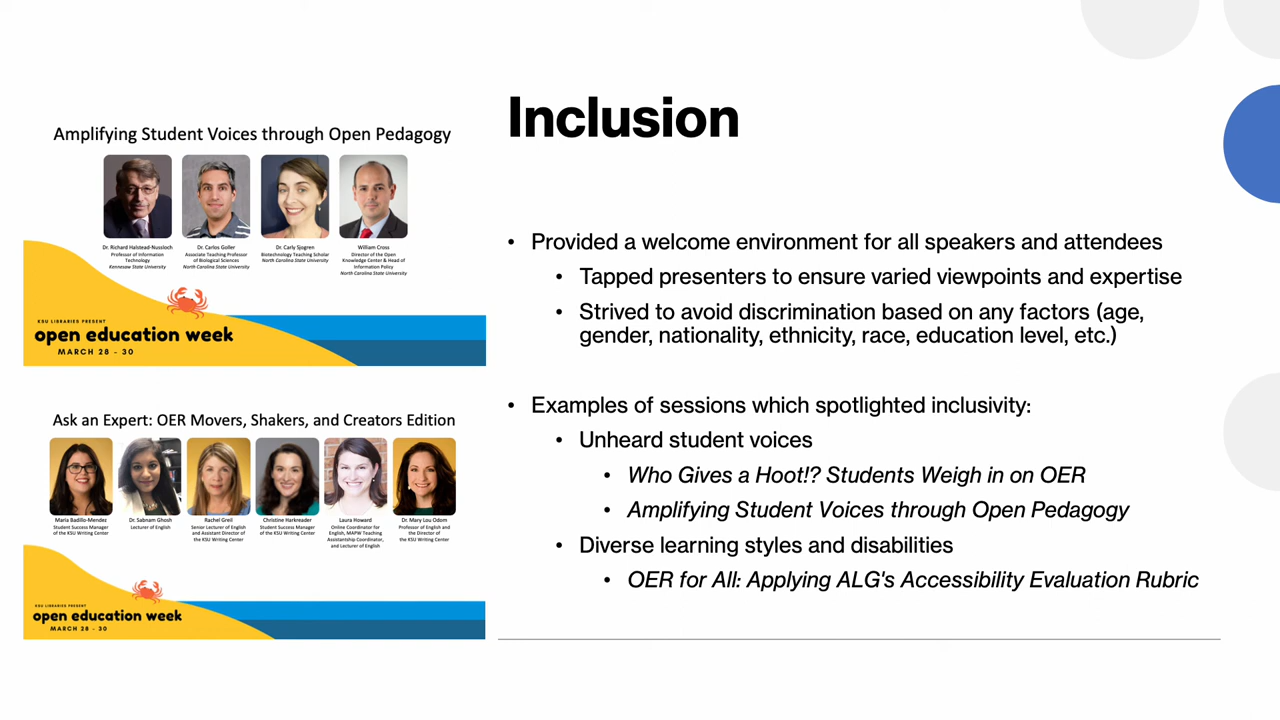 Amplifying Student Voices through Open Pedagogy
Dr. Richard Halstead-Nussloch
Professor of Information
Technology
Kennesaw State University
Dr. Carlos Goller
Associate Teaching Professor
of Biological Sciences
North Carolina State University
Dr. Carly Sjogren
Biotechnology Teaching Scholar
North Carolina State University
William Cross
Director of the Open
Knowledge Center & Head of
Information Policy
North Carolina State University
KSU LIBRARIES PRESENT
open education week
MARCH 28 - 30
Ask an Expert: OER Movers, Shakers, and Creators Edition
Maria Badillo-Mendez
Student Success Manager
of the KSU Writing Center
Dr. Sabnam Ghosh
Lecturer of English
Rachel Greil
Senior Lecturer of English
and Assistant Director of
the KSU Writing Center
Christine Harkreader
Student Success Manager
of the KSU Writing Center
Laura Howard
Online Coordinator for
English, MAPW Teaching
Assistantship Coordinator,
and Lecturer of English
Dr. Mary Lou Odom
Professor of English and
the Director of
the KSU Writing Center
KSU LIBRARIES PRESENT
open education week
MARCH 28 - 30
Inclusion
• Provided a welcome environment for all speakers and attendees
• Tapped presenters to ensure varied viewpoints and expertise
• Strived to avoid discrimination based on any factors (age,
gender, nationality, ethnicity, race, education level, etc.)
• Examples of sessions which spotlighted inclusivity:
• Unheard student voices
• Who Gives a Hoot!? Students Weigh in on OER
• Amplifying Student Voices through Open Pedagogy
• Diverse learning styles and disabilities
• OER for All: Applying ALG's Accessibility Evaluation Rubric